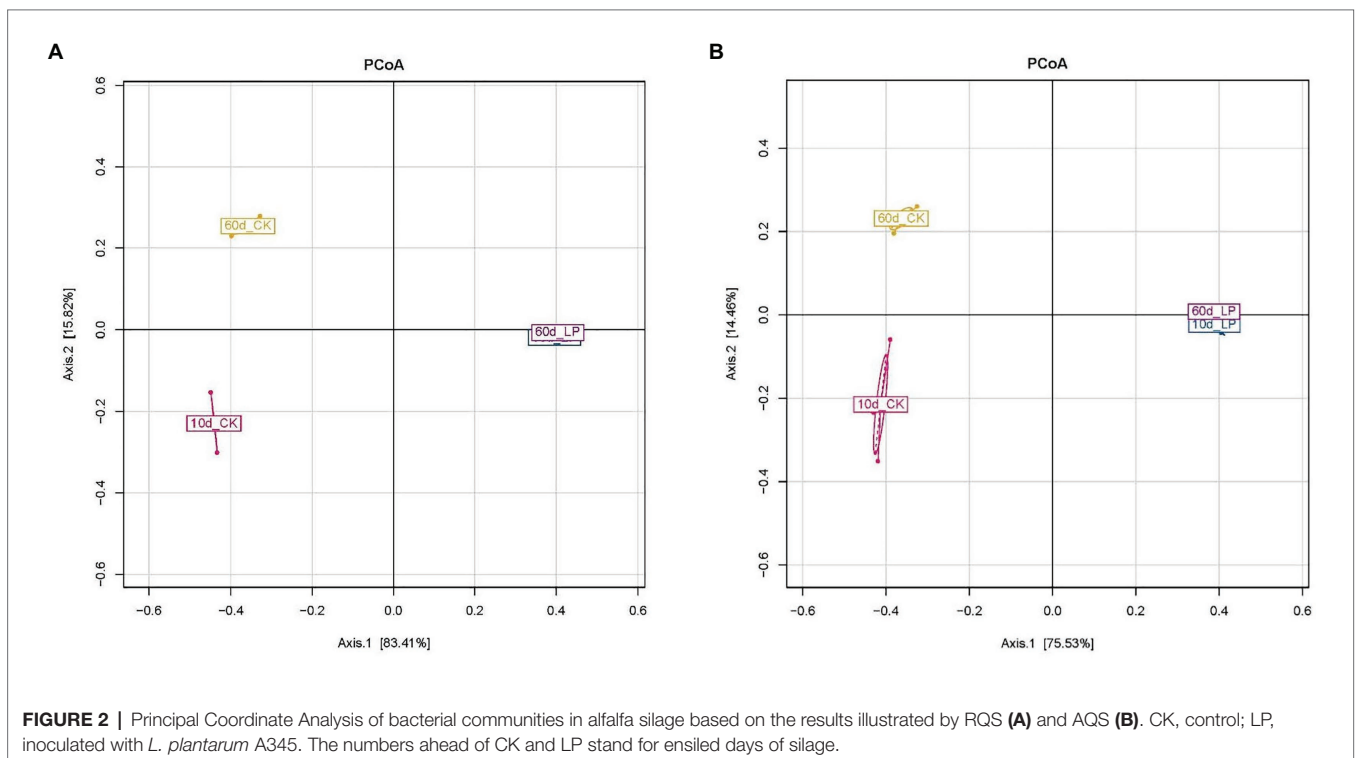 A
PCoA
0.6
0.4
0.2
0.0
−0.2
−0.4
−0.6
Axis.2 [15.82%]
60d_CK
60d_LP
10d_CK
−0.6 −0.4 −0.2 0.0 0.2 0.4 0.6
Axis.1 [83.41%]
B
PCoA
0.4
0.2
0.0
−0.2
−0.4
−0.6
Axis.2 [14.46%]
60d_CK
60d_LP
10d_LP
10d_CK
−0.6 −0.4 −0.2 0.0 0.2 0.4 0.6
Axis.1 [75.53%]
FIGURE 2 | Principal Coordinate Analysis of bacterial communities in alfalfa silage based on the results illustrated by RQS (A) and AQS (B). CK, control; LP,
inoculated with L. plantarum A345. The numbers ahead of CK and LP stand for ensiled days of silage.